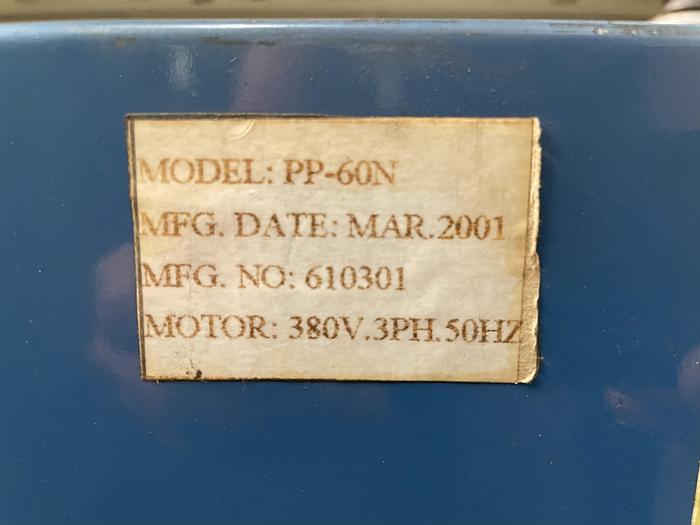 MODEL: PP-60N
MFG. DATE: MAR.2001
MFG. NO: 610301
MOTOR: 380V.3PH.50HZ